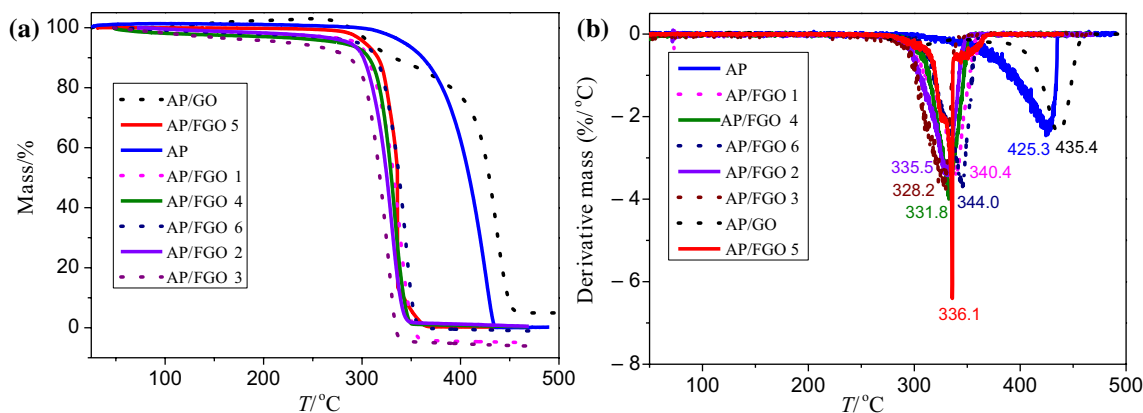 (a)
Mass/%
100
80
60
40
20
0
AP/GO
AP/FGO 5
AP
AP/FGO 1
AP/FGO 4
AP/FGO 6
AP/FGO 2
AP/FGO 3
100
200
300
400
500
T/°C
(b)
Derivative mass (%/°C)
0
−2
−4
−6
−8
AP
AP/FGO 1
AP/FGO 4
AP/FGO 6
AP/FGO 2
AP/FGO 3
AP/GO
AP/FGO 5
425.3
435.4
335.5
340.4
328.2
344.0
331.8
336.1
100
200
300
400
500
T/°C